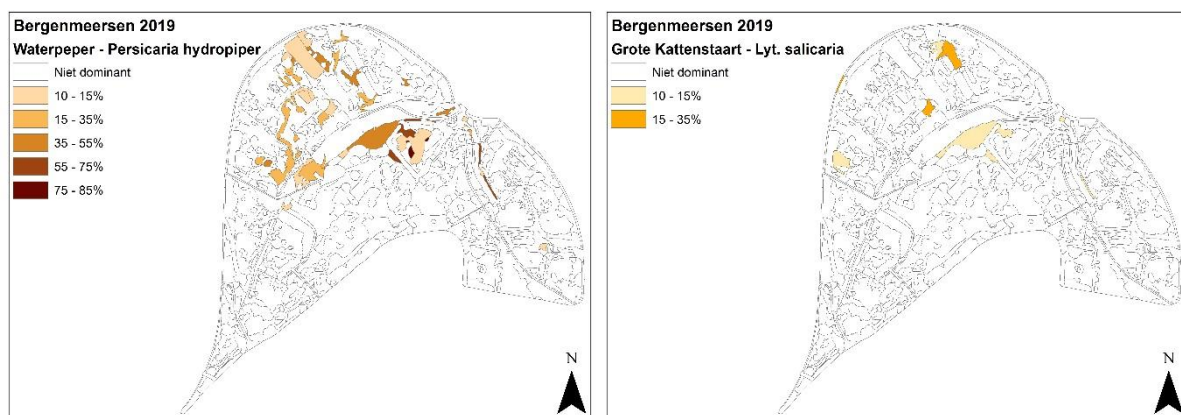 Bergenmeersen 2019
Waterpeper - Persicaria hydropiper
Niet dominant
10 - 15%
15 - 35%
35 - 55%
55 - 75%
75 - 85%
N
Bergenmeersen 2019
Grote Kattenstaart - Lyt. salicaria
Niet dominant
10 - 15%
15 - 35%
N